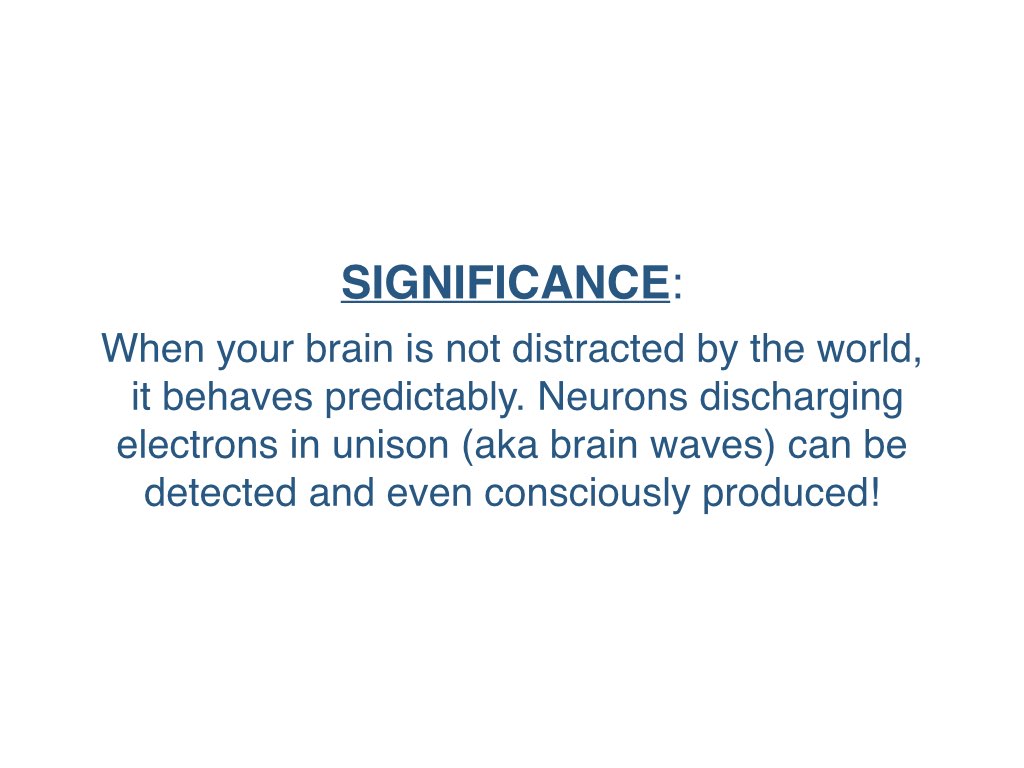 SIGNIFICANCE:
When your brain is not distracted by the world,
it behaves predictably. Neurons discharging
electrons in unison (aka brain waves) can be
detected and even consciously produced!